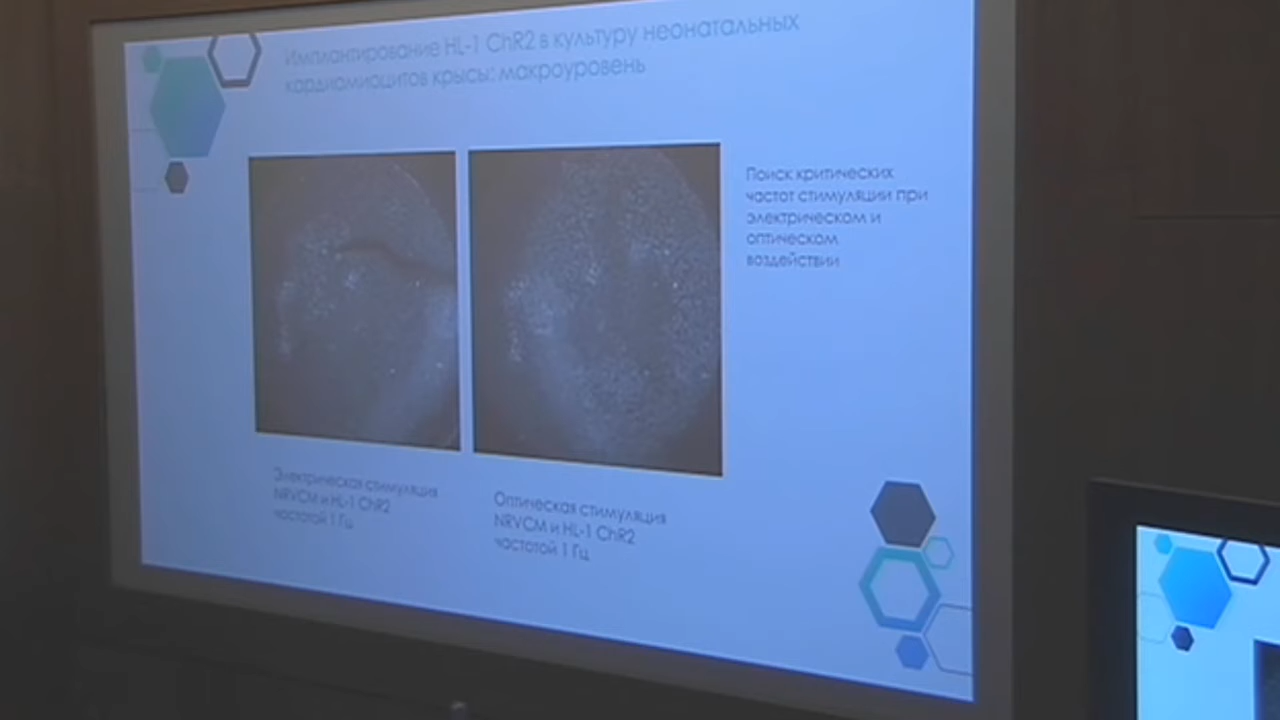 Имплантирование HL-1 ChR2 в культуру неонатальных
кардиомиоцитов крысы: макроуровень
Поиск критических
частот стимуляции при
электрическом и
оптическом
воздействии
Электрическая стимуляция
NRVCM и HL-1 ChR2
частотой 1 Гц
Оптическая стимуляция
NRVCM и HL-1 ChR2
частотой 1 Гц